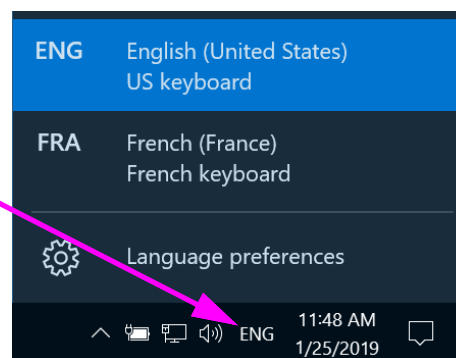 ENG English (United States)
US keyboard
FRA French (France)
French keyboard
Language preferences
ENG 11:48 AM
1/25/2019